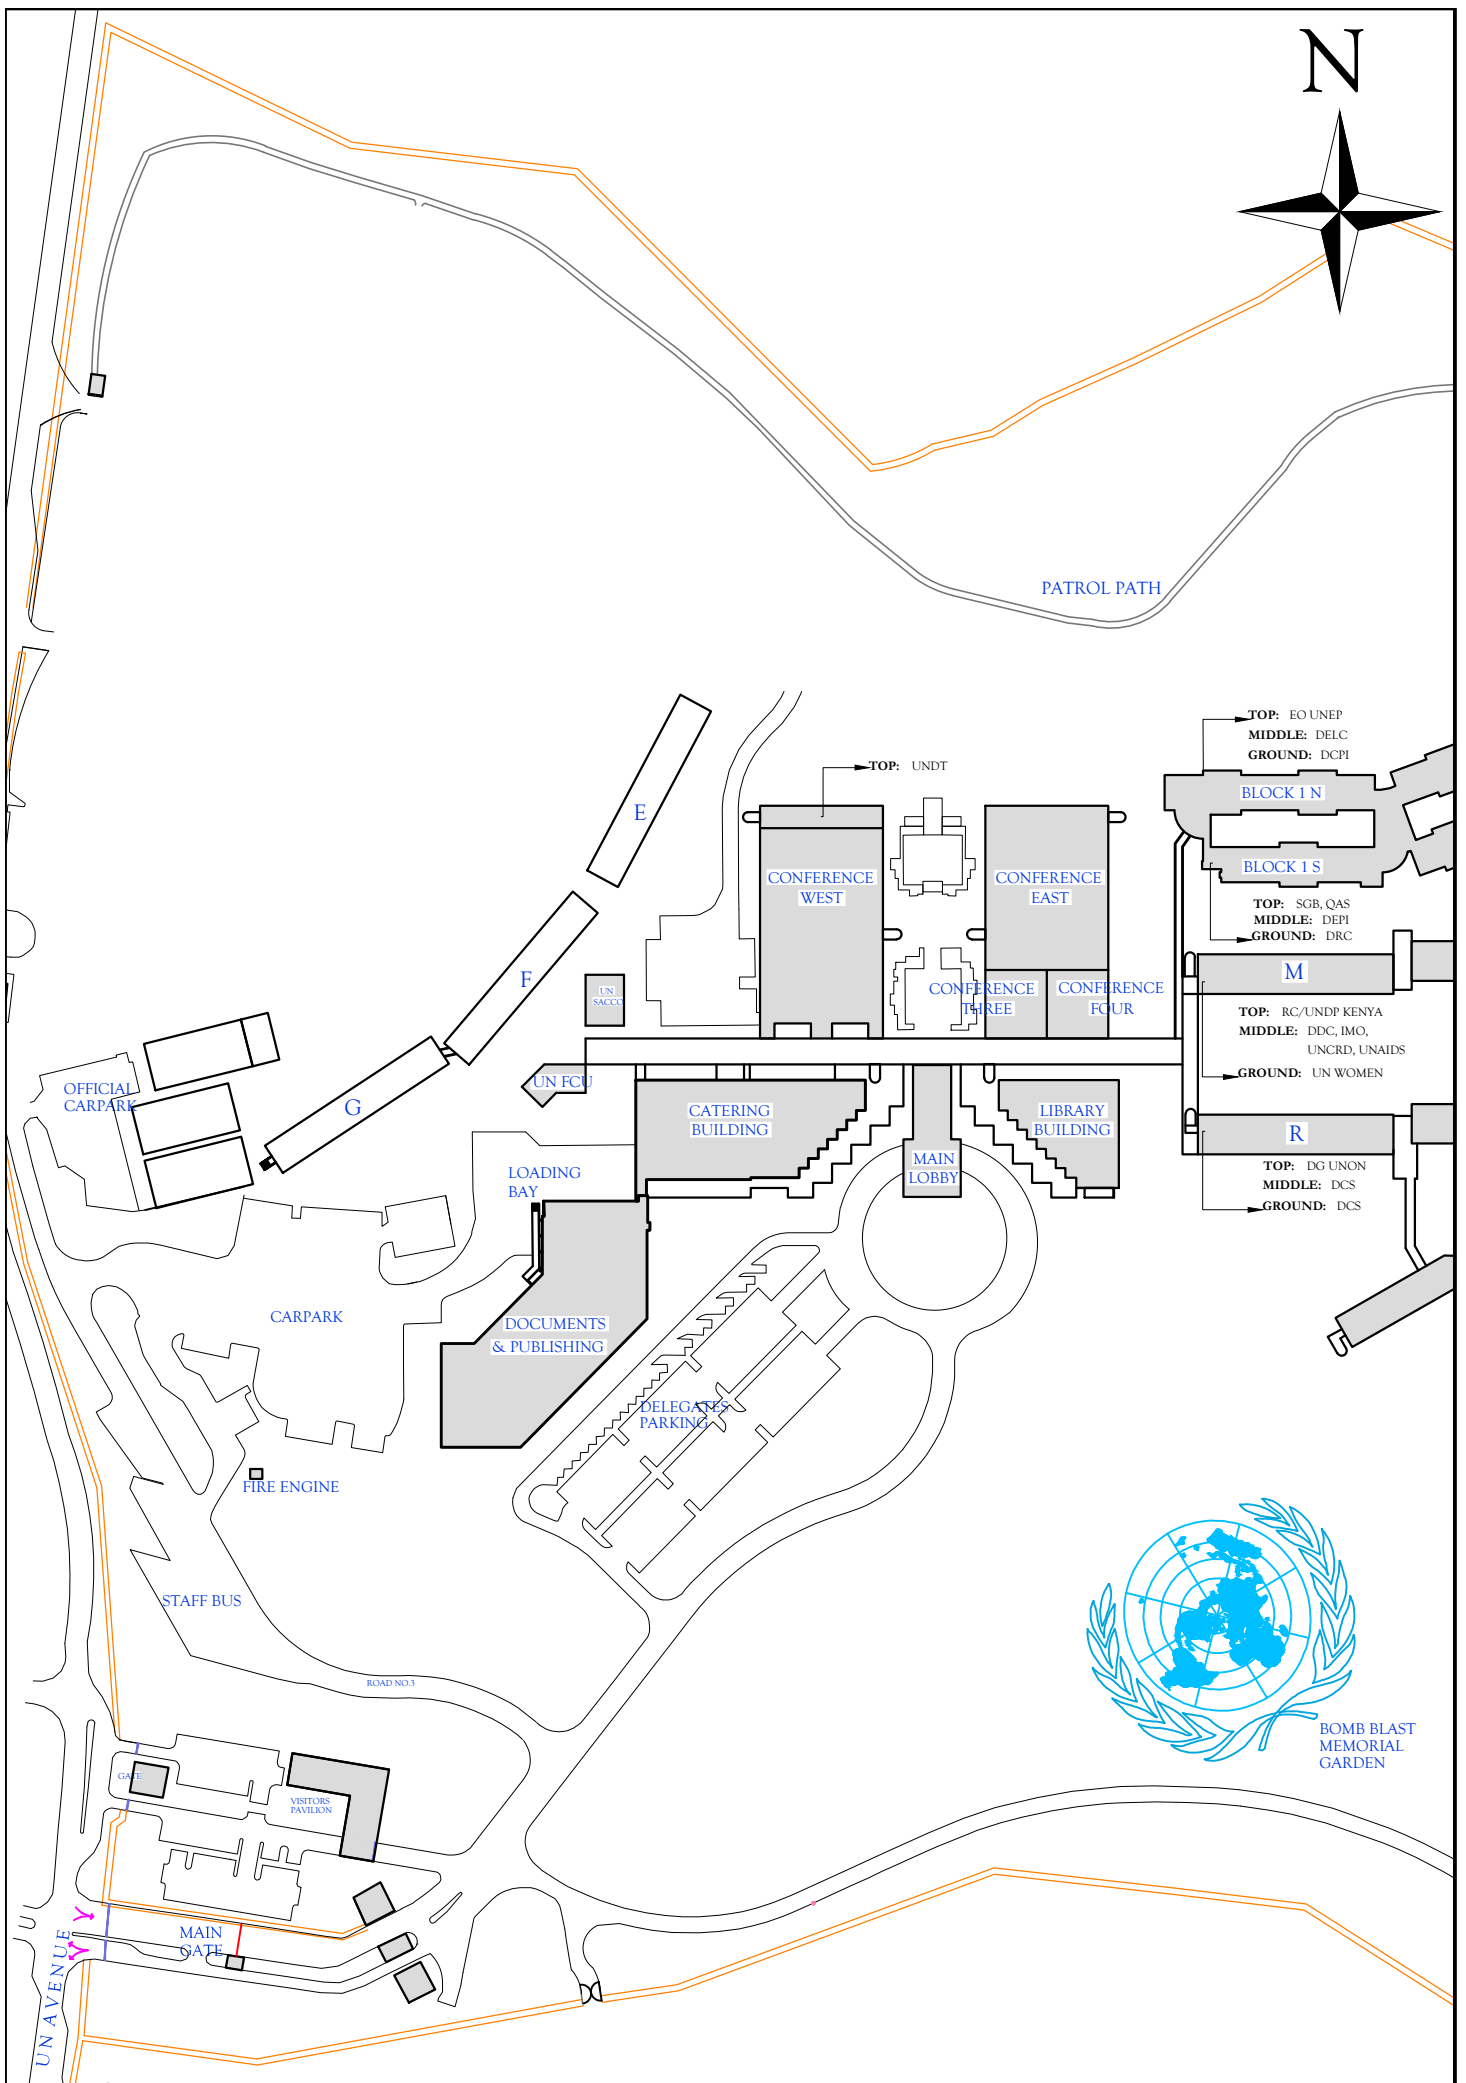 N
PATROL PATH
TOP: EO UNEP
MIDDLE: DELC
GROUND: DCPI
TOP: UNDT
BLOCK 1 N
E
BLOCK 1 S
CONFERENCE
WEST
CONFERENCE
EAST
TOP: SGB, QAS
MIDDLE: DEPI
GROUND: DRC
F
M
UN
SACCO
CONFERENCE
THREE
CONFERENCE
FOUR
TOP: RC/UNDP KENYA
MIDDLE: DDC, IMO,
UNCRD, UNAIDS
GROUND: UN WOMEN
OFFICIAL
CARPARK
UN FCU
G
CATERING
BUILDING
LIBRARY
BUILDING
R
MAIN
LOBBY
LOADING
BAY
TOP: DG UNON
MIDDLE: DCS
GROUND: DCS
CARPARK
DOCUMENTS
& PUBLISHING
DELEGATES
PARKING
FIRE ENGINE
STAFF BUS
ROAD NO.3
BOMB BLAST
MEMORIAL
GARDEN
GATE
VISITORS
PAVILION
MAIN
GATE
UN AVENUE